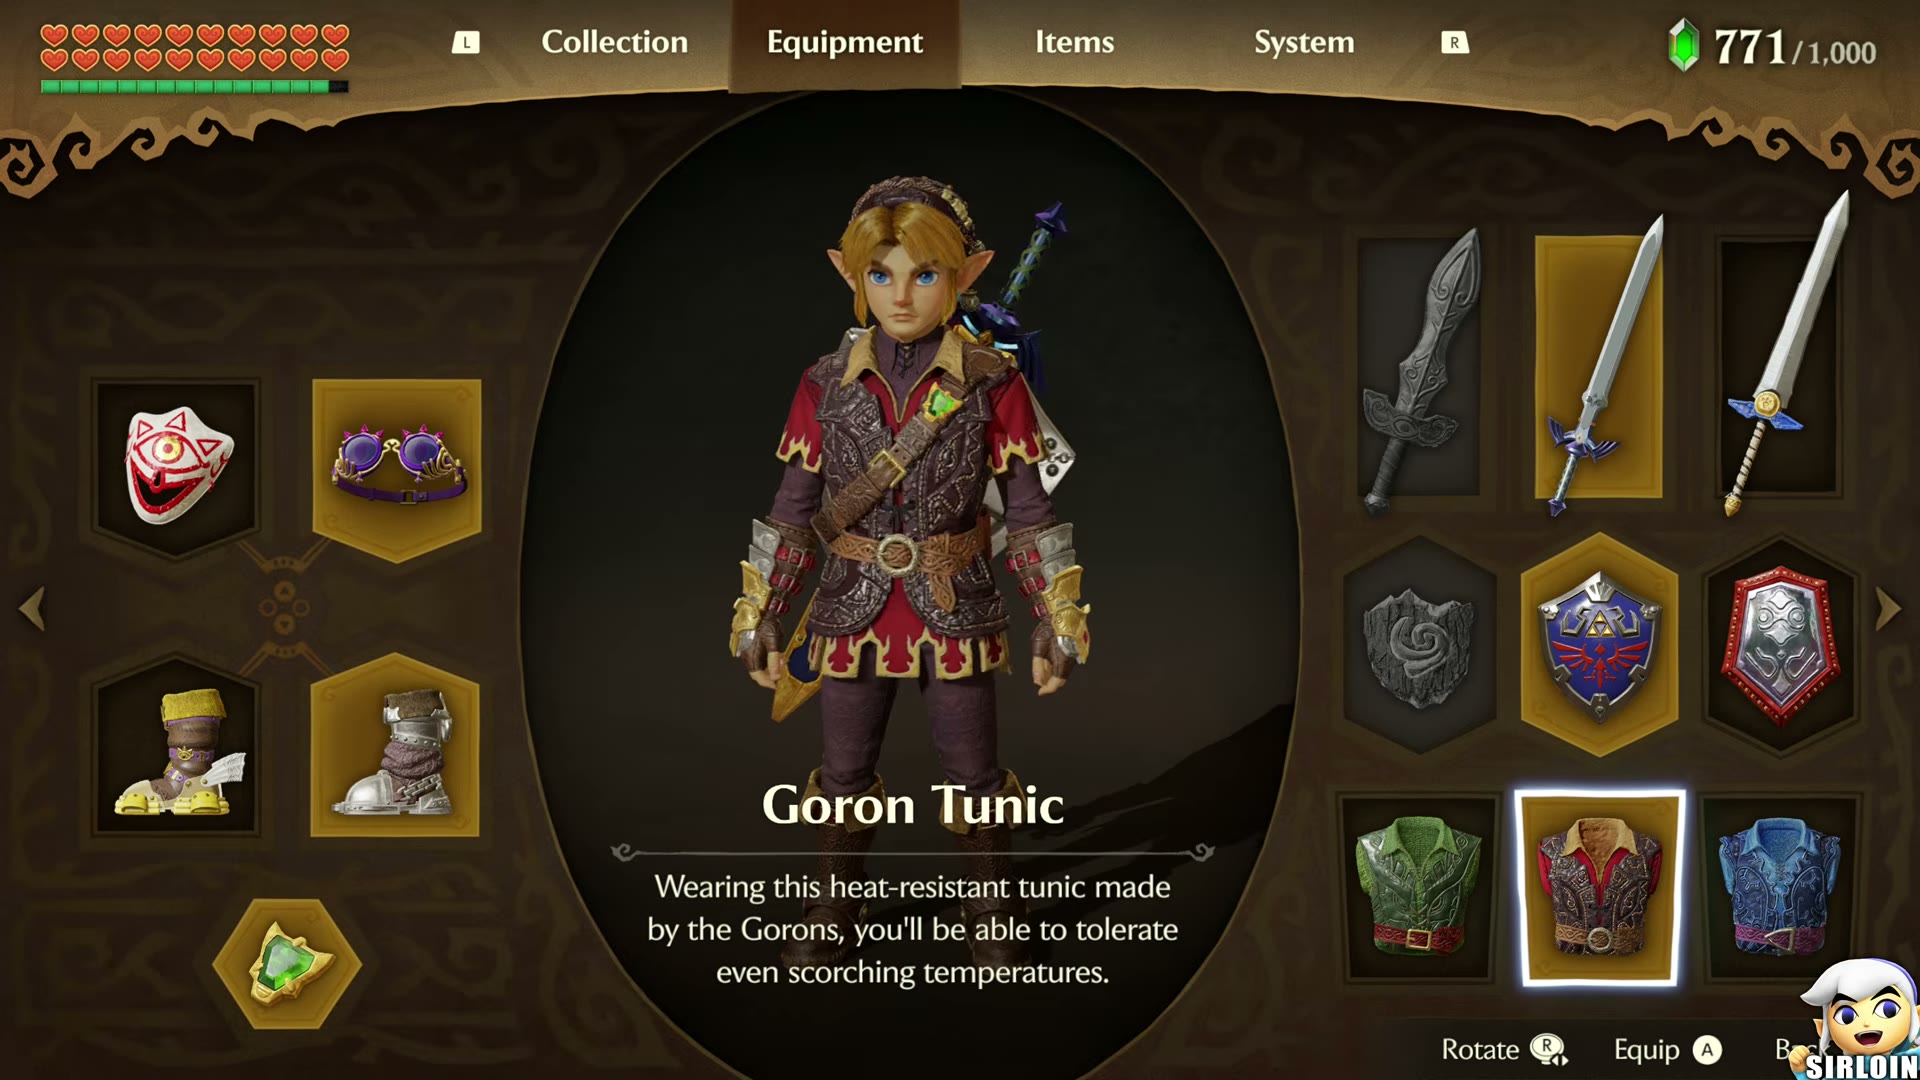 L Collection Equipment Items System R 771/1,000
Goron Tunic
Wearing this heat-resistant tunic made
by the Gorons, you'll be able to tolerate
even scorching temperatures.
Rotate R Equip A
SIRLOIN